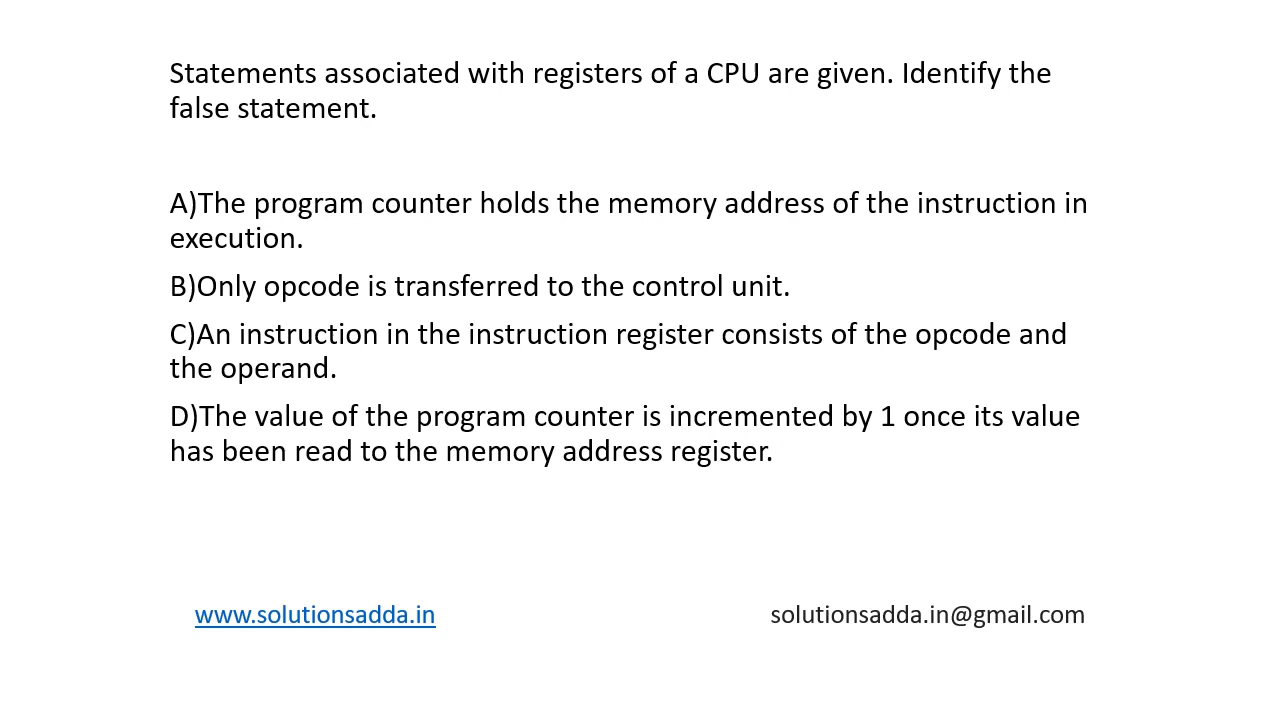 Statements associated with registers of a CPU are given. Identify the
false statement.
A)The program counter holds the memory address of the instruction in
execution.
B)Only opcode is transferred to the control unit.
C)An instruction in the instruction register consists of the opcode and
the operand.
D)The value of the program counter is incremented by 1 once its value
has been read to the memory address register.
www.solutionsadda.in
solutionsadda.in@gmail.com